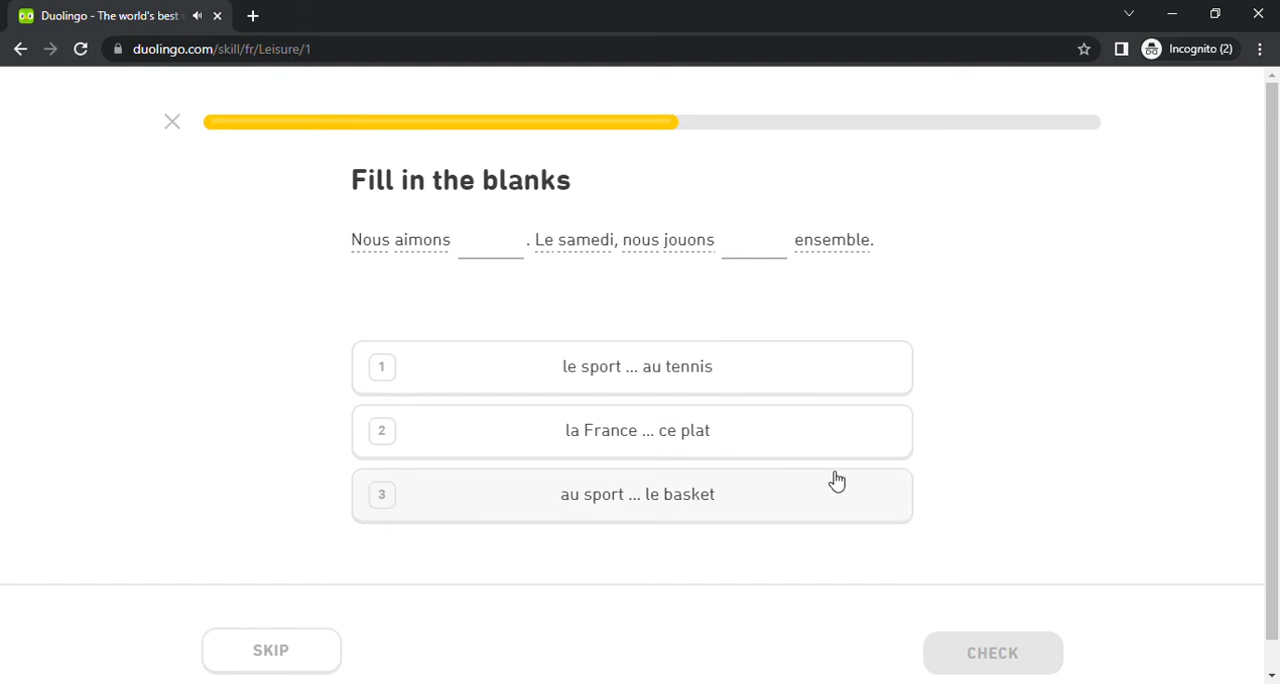 Duolingo - The world's best
duolingo.com/skill/fr/Leisure/1
Incognito (2)
Fill in the blanks
Nous aimons ______ . Le samedi, nous jouons ______ ensemble.
1 le sport ... au tennis
2 la France ... ce plat
3 au sport ... le basket
SKIP
CHECK